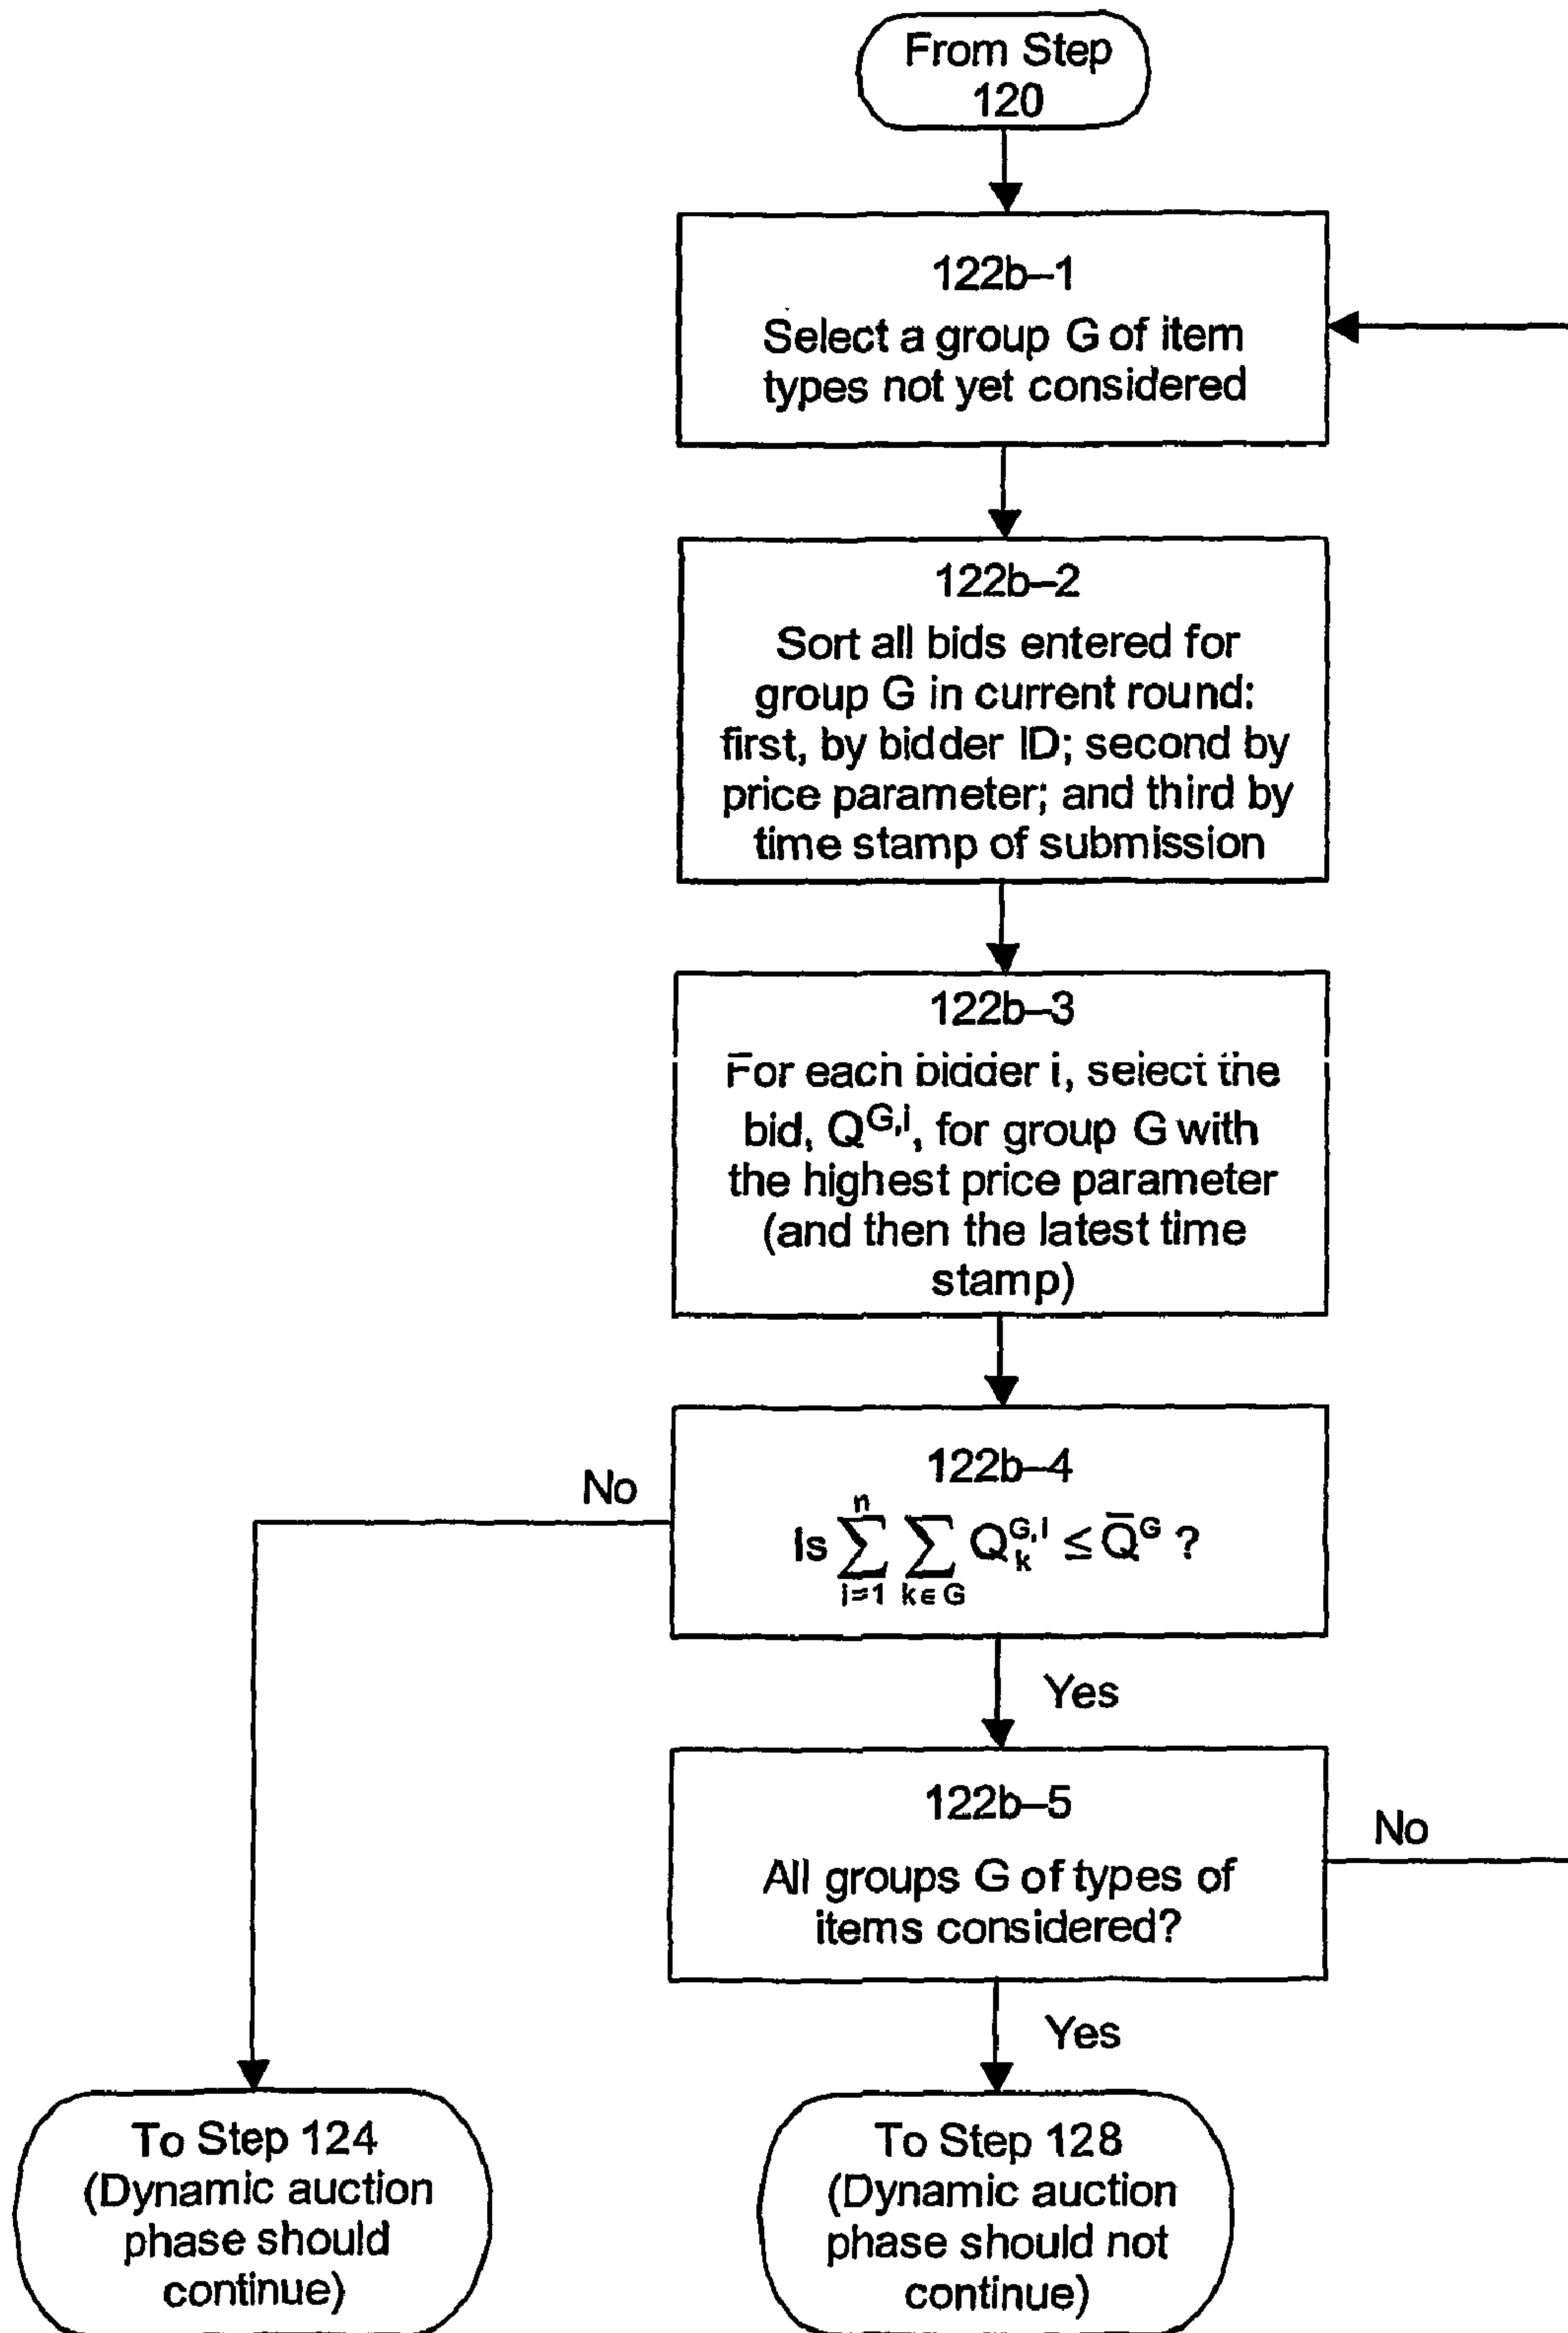 From Step
120
122b–1
Select a group G of item
types not yet considered
122b–2
Sort all bids entered for
group G in current round:
first, by bidder ID; second by
price parameter; and third by
time stamp of submission
122b–3
For each bidder i, select the
bid, Q^{G,i}, for group G with
the highest price parameter
(and then the latest time
stamp)
122b–4
No
Is \sum_{i=1}^{n} \sum_{k∈G} Q_k^{G,i} ≤ \bar{Q}^G ?
Yes
122b–5
No
All groups G of types of
items considered?
Yes
To Step 124
(Dynamic auction
phase should
continue)
To Step 128
(Dynamic auction
phase should not
continue)